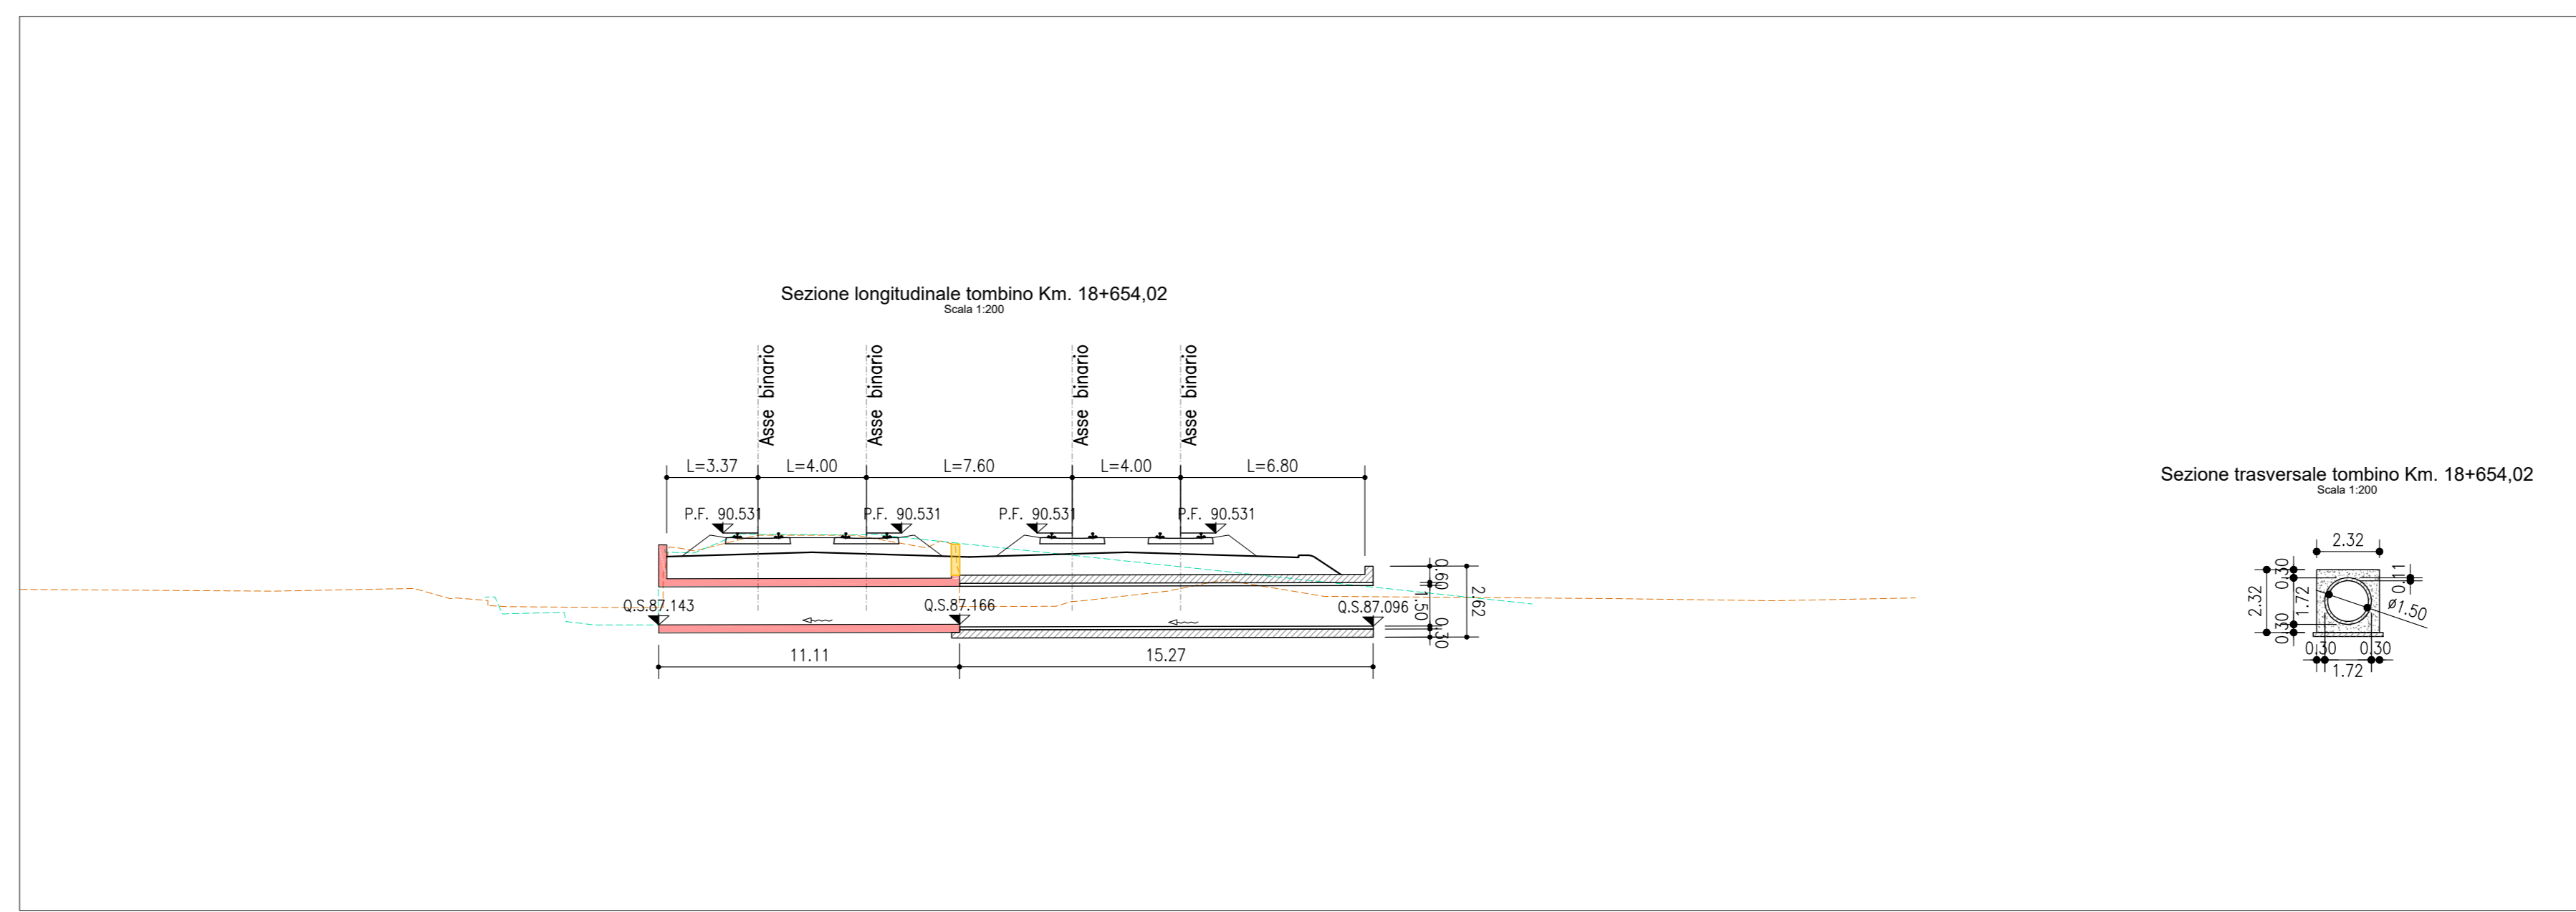 Sezione longitudinale tombino Km. 18+654,02
Scala 1:200
Asse binario
Asse binario
Asse binario
Asse binario
L=3.37
L=4.00
L=7.60
L=4.00
L=6.80
P.F. 90.531
P.F. 90.531
P.F. 90.531
P.F. 90.531
0.60
1.50
0.30
2.62
Q.S.87.143
Q.S.87.166
Q.S.87.096
11.11
15.27
Sezione trasversale tombino Km. 18+654,02
Scala 1:200
2.32
0.30
0.11
2.32
1.72
ø1.50
0.30
0.30
0.30
1.72